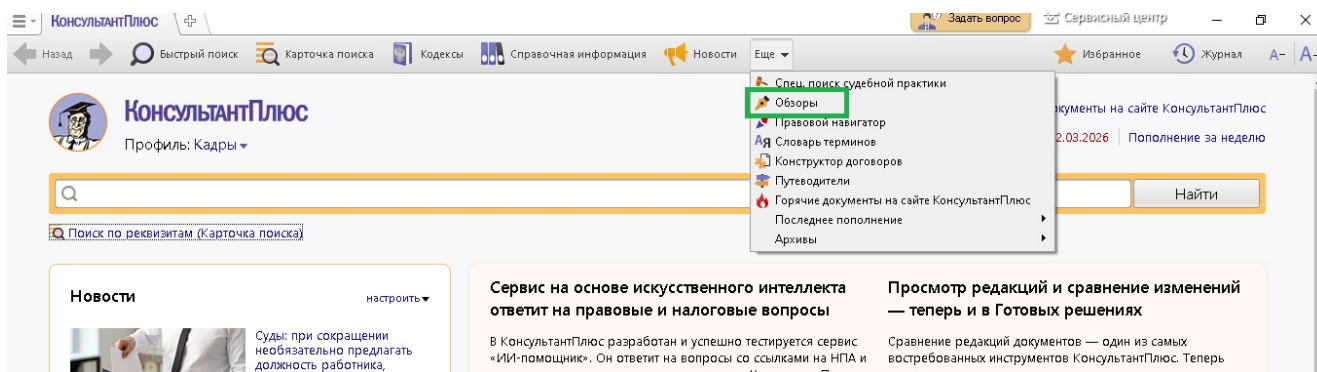 КонсультантПлюс
Задать вопрос
Сервисный центр
Назад
Быстрый поиск
Карточка поиска
Кодексы
Справочная информация
Новости
Еще
Избранное
Журнал
А-
Спец. поиск судебной практики
Обзоры
Правовой навигатор
Словарь терминов
Конструктор договоров
Путеводители
Горячие документы на сайте КонсультантПлюс
Последнее пополнение
Архивы
КонсультантПлюс
Профиль: Кадры
документы на сайте КонсультантПлюс
2.03.2026 | Пополнение за неделю
Найти
Поиск по реквизитам (Карточка поиска)
Новости
настроить
Суды: при сокращении
необязательно предлагать
должность работника,
Сервис на основе искусственного интеллекта
ответит на правовые и налоговые вопросы
В КонсультантПлюс разработан и успешно тестируется сервис
«ИИ-помощник». Он ответит на вопросы со ссылками на НПА и
Просмотр редакций и сравнение изменений
— теперь и в Готовых решениях
Сравнение редакций документов — один из самых
востребованных инструментов КонсультантПлюс. Теперь